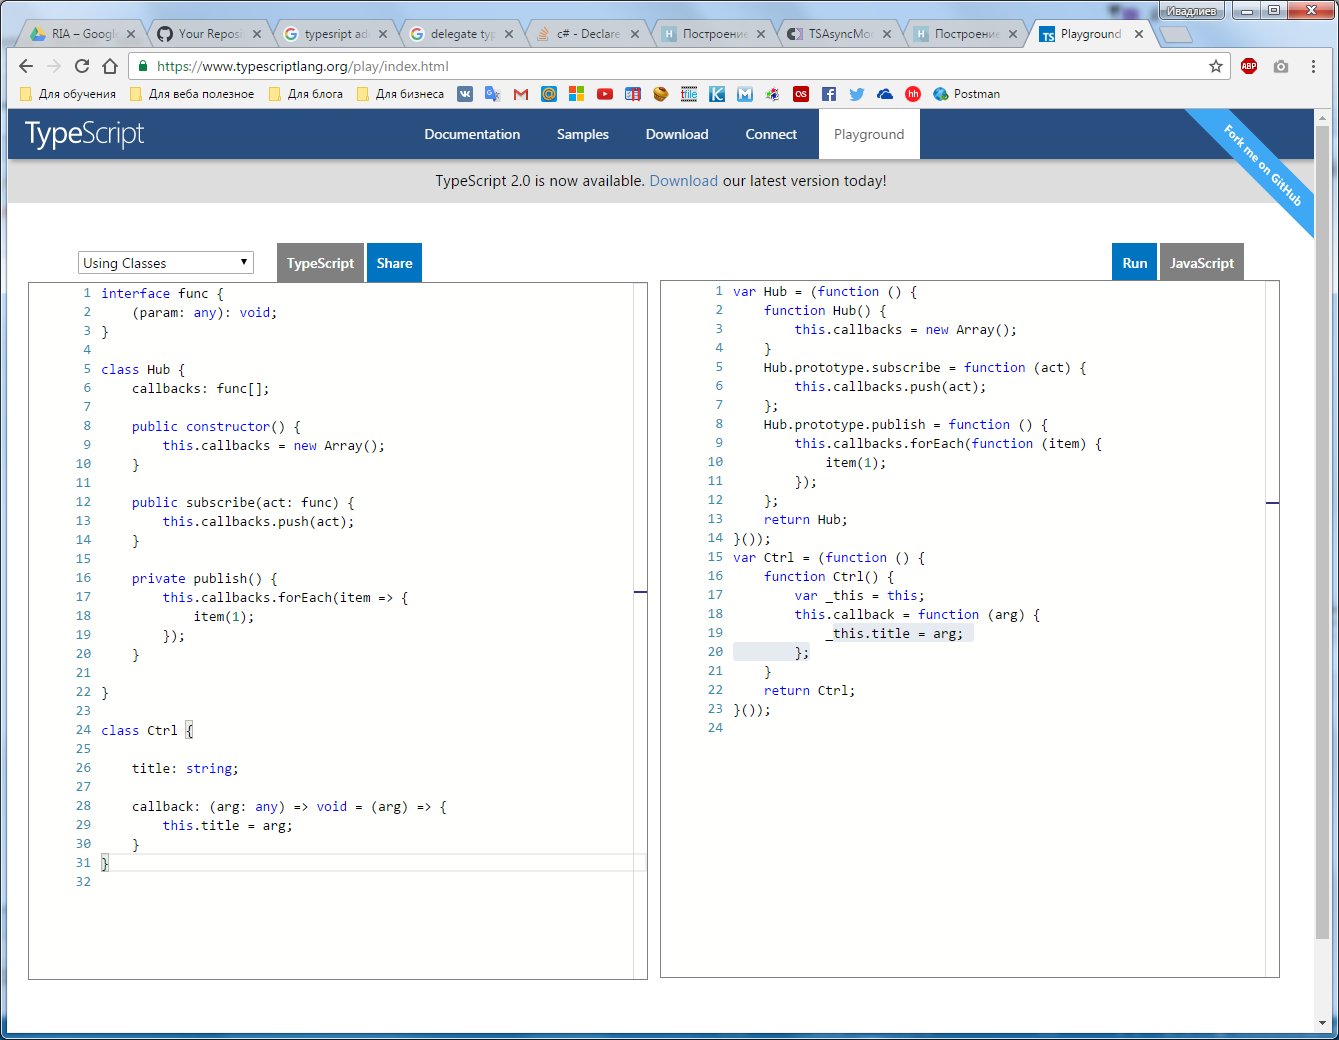 Ивадлиев
RIA – Googl
Your Reposi
typesript ad
delegate typ
c# - Declare
Построение
TSAsyncMod
Построение
Playground
https://www.typescriptlang.org/play/index.html
Для обучения
Для веба полезное
Для блога
Для бизнеса
Postman
TypeScript
Documentation
Samples
Download
Connect
Playground
Fork me on GitHub
TypeScript 2.0 is now available. Download our latest version today!
Using Classes
TypeScript
Share
Run
JavaScript
1 interface func {
2 (param: any): void;
3 }
4
5 class Hub {
6 callbacks: func[];
7
8 public constructor() {
9 this.callbacks = new Array();
10 }
11
12 public subscribe(act: func) {
13 this.callbacks.push(act);
14 }
15
16 private publish() {
17 this.callbacks.forEach(item => {
18 item(1);
19 });
20 }
21
22 }
23
24 class Ctrl {
25
26 title: string;
27
28 callback: (arg: any) => void = (arg) => {
29 this.title = arg;
30 }
31 }
32
1 var Hub = (function () {
2 function Hub() {
3 this.callbacks = new Array();
4 }
5 Hub.prototype.subscribe = function (act) {
6 this.callbacks.push(act);
7 };
8 Hub.prototype.publish = function () {
9 this.callbacks.forEach(function (item) {
10 item(1);
11 });
12 };
13 return Hub;
14 }());
15 var Ctrl = (function () {
16 function Ctrl() {
17 var _this = this;
18 this.callback = function (arg) {
19 _this.title = arg;
20 };
21 }
22 return Ctrl;
23 }());
24